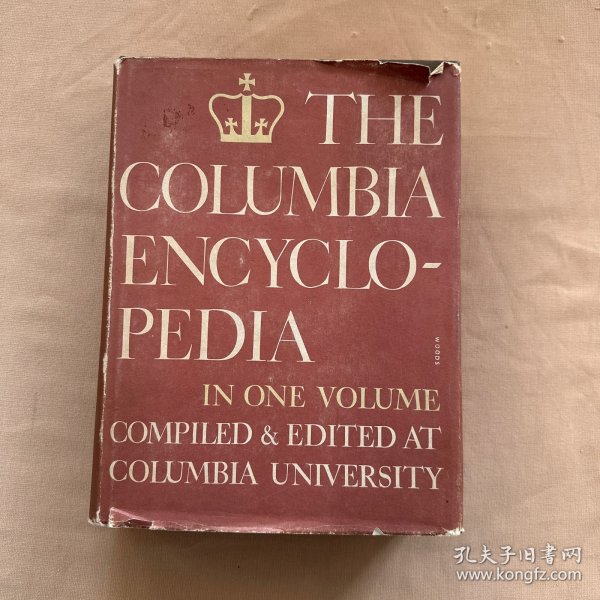 THE
COLUMBIA
ENCYCLO-
PEDIA
WOODS
IN ONE VOLUME
COMPILED & EDITED AT
COLUMBIA UNIVERSITY
孔夫子旧书网
www.kongfz.com